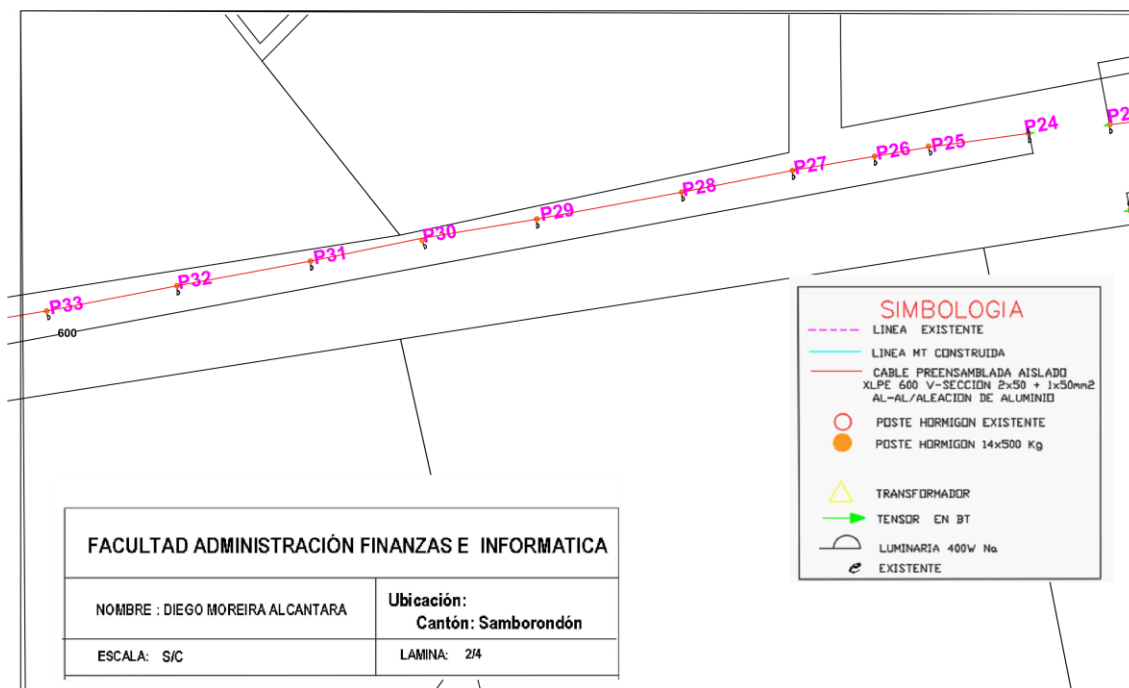 P24
P2
P25
P26
P27
P28
P29
P30
P31
P32
P33
600
SIMBOLOGIA
LINEA EXISTENTE
LINEA MT CONSTRUIDA
CABLE PREENSAMBLADA AISLADO
XLPE 600 V-SECCION 2x50 + 1x50mm2
AL-AL/ALEACION DE ALUMINIO
POSTE HORMIGON EXISTENTE
POSTE HORMIGON 14x500 Kg
TRANSFORMADOR
TENSOR EN BT
LUMINARIA 400W Na
EXISTENTE
FACULTAD ADMINISTRACIÓN FINANZAS E INFORMATICA
NOMBRE : DIEGO MOREIRA ALCANTARA
Ubicación:
Cantón: Samborondón
ESCALA: S/C
LAMINA: 2/4